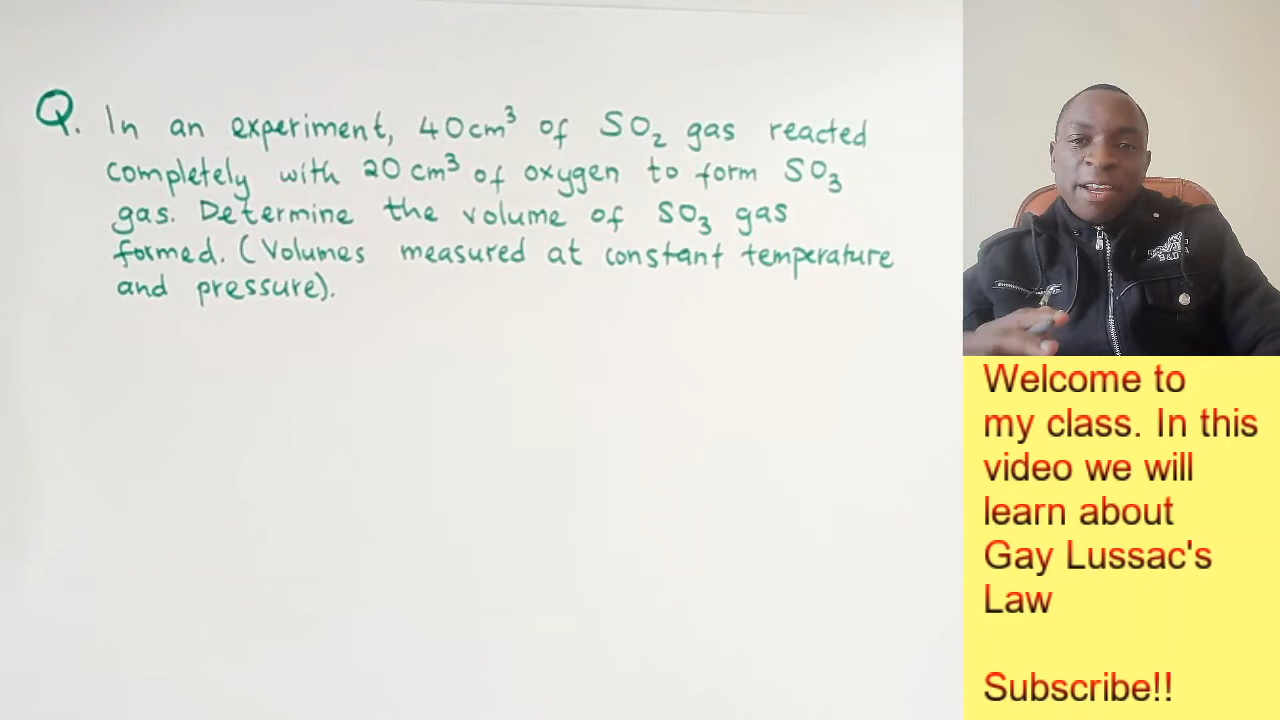 Q. In an experiment, 40cm³ of SO₂ gas reacted
completely with 20 cm³ of oxygen to form SO₃
gas. Determine the volume of SO₃ gas
formed. (Volumes measured at constant temperature
and pressure).
Welcome to
my class. In this
video we will
learn about
Gay Lussac's
Law
Subscribe!!